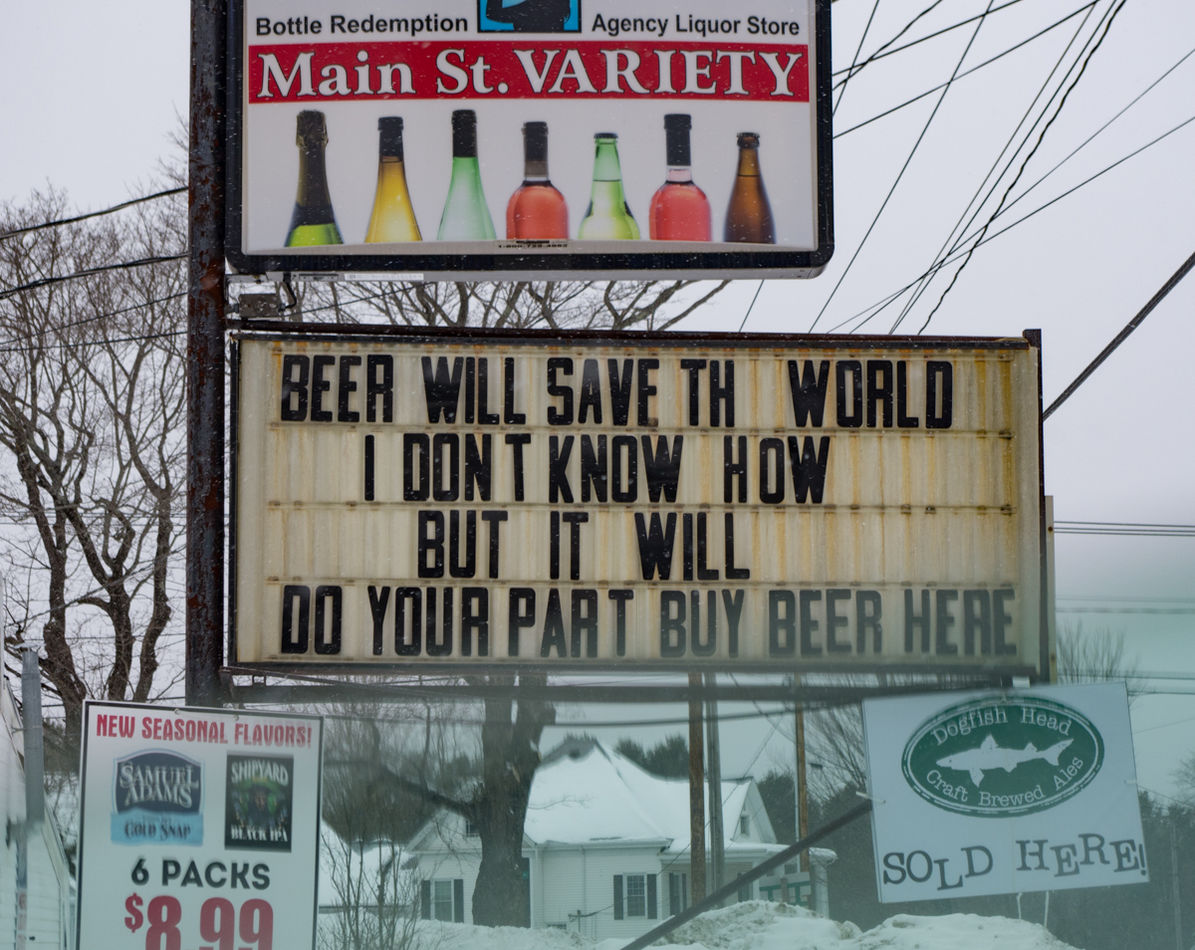 Bottle Redemption
Agency Liquor Store
Main St. VARIETY
BEER WILL SAVE TH WORLD
I DON'T KNOW HOW
BUT IT WILL
DO YOUR PART BUY BEER HERE
NEW SEASONAL FLAVORS!
SAMUEL
ADAMS
COLD SNAP
SHIPYARD
BLACK IPA
6 PACKS
$8.99
Dogfish Head
Craft Brewed Ales
SOLD HERE!